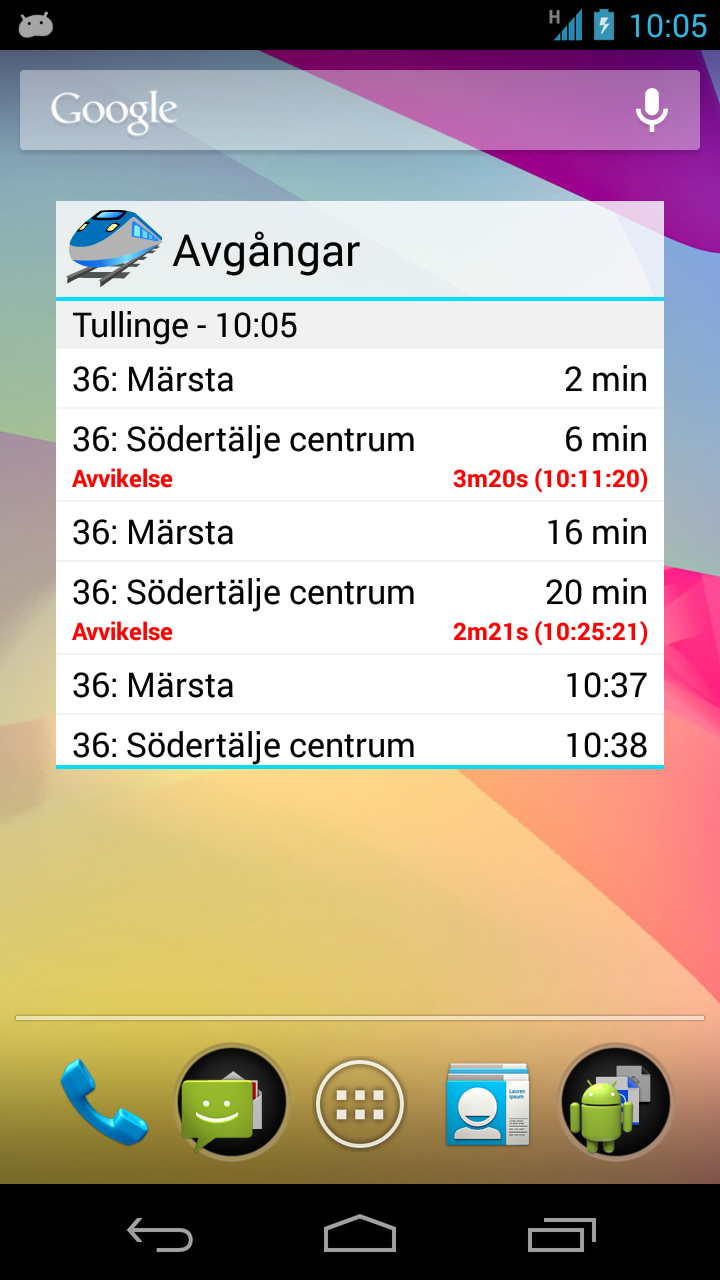 H 10:05
Google
Avgångar
Tullinge - 10:05
36: Märsta 2 min
36: Södertälje centrum 6 min
Avvikelse 3m20s (10:11:20)
36: Märsta 16 min
36: Södertälje centrum 20 min
Avvikelse 2m21s (10:25:21)
36: Märsta 10:37
36: Södertälje centrum 10:38
Lauren
Ipsum